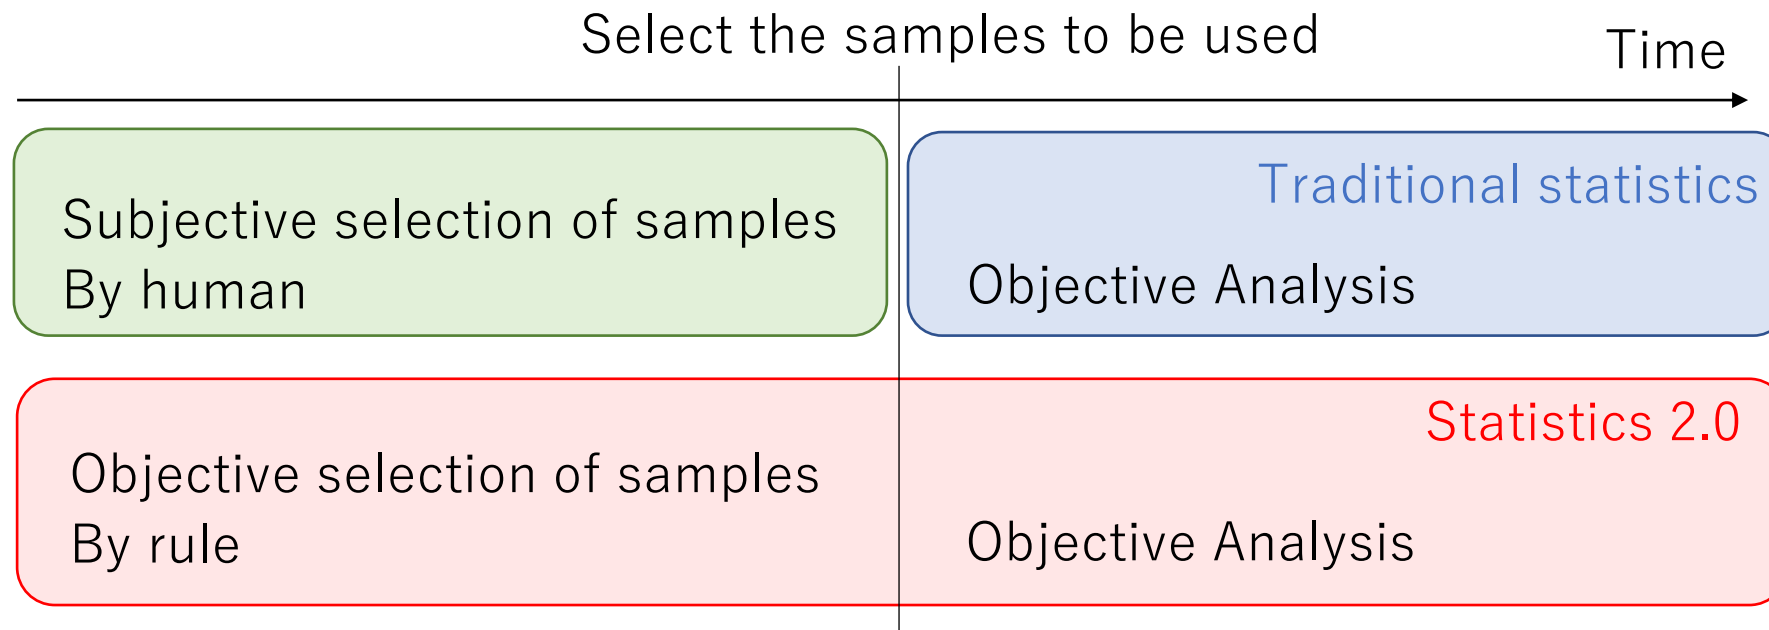 Select the samples to be used
Time
Traditional statistics
Subjective selection of samples
By human
Objective Analysis
Statistics 2.0
Objective selection of samples
By rule
Objective Analysis